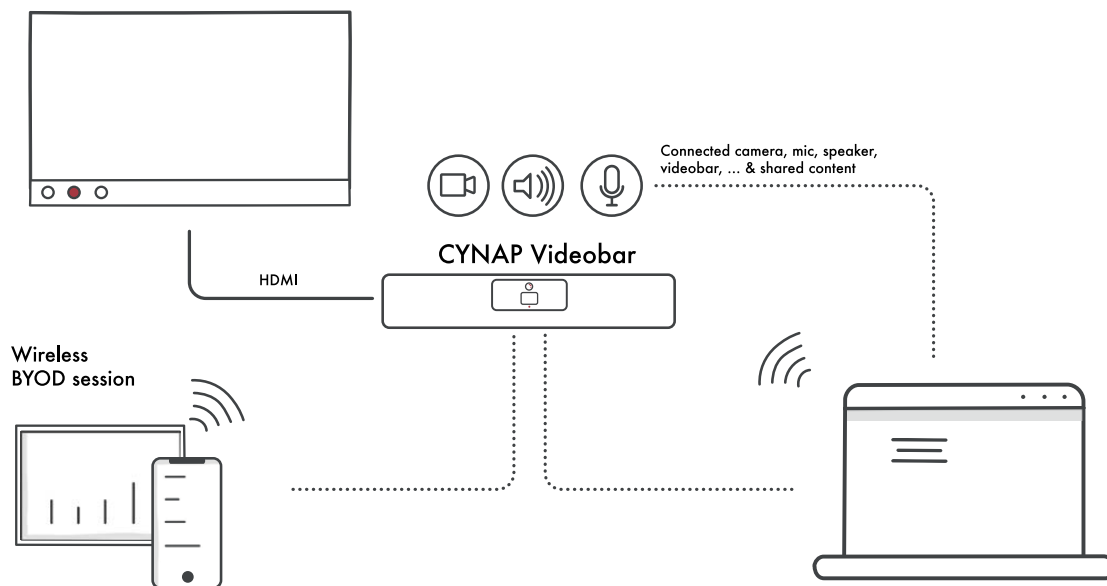 Connected camera, mic, speaker,
videobar, ... & shared content
CYNAP Videobar
HDMI
Wireless
BYOD session